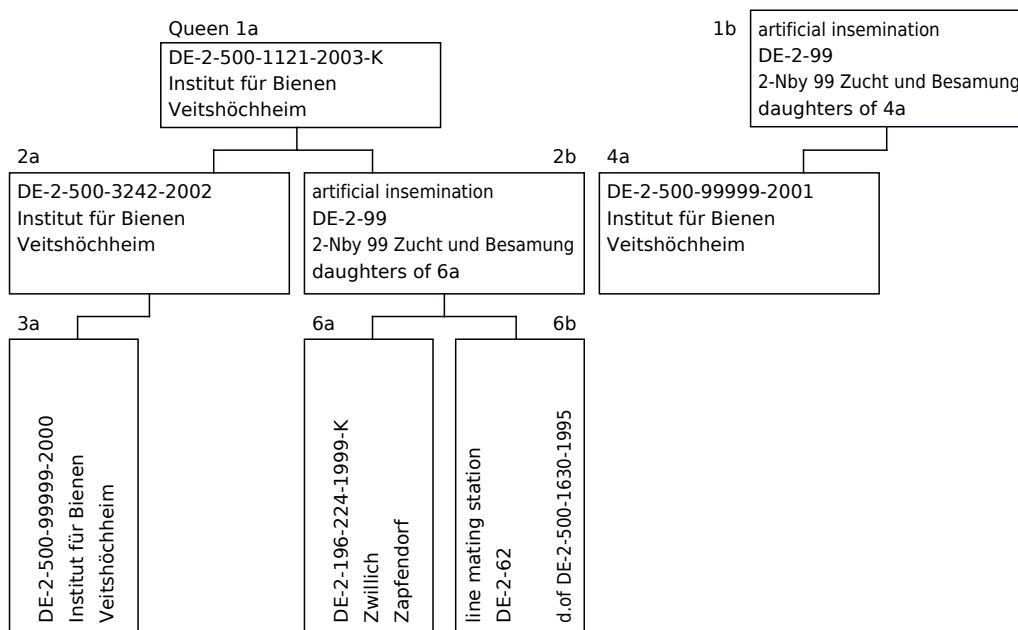 Queen 1a
DE-2-500-1121-2003-K
Institut für Bienen
Veitshöchheim
1b
artificial insemination
DE-2-99
2-Nby 99 Zucht und Besamung
daughters of 4a
2a
DE-2-500-3242-2002
Institut für Bienen
Veitshöchheim
2b
artificial insemination
DE-2-99
2-Nby 99 Zucht und Besamung
daughters of 6a
4a
DE-2-500-99999-2001
Institut für Bienen
Veitshöchheim
3a
DE-2-500-99999-2000
Institut für Bienen
Veitshöchheim
6a
DE-2-196-224-1999-K
Zwillich
Zapfendorf
6b
line mating station
DE-2-62
d.of DE-2-500-1630-1995